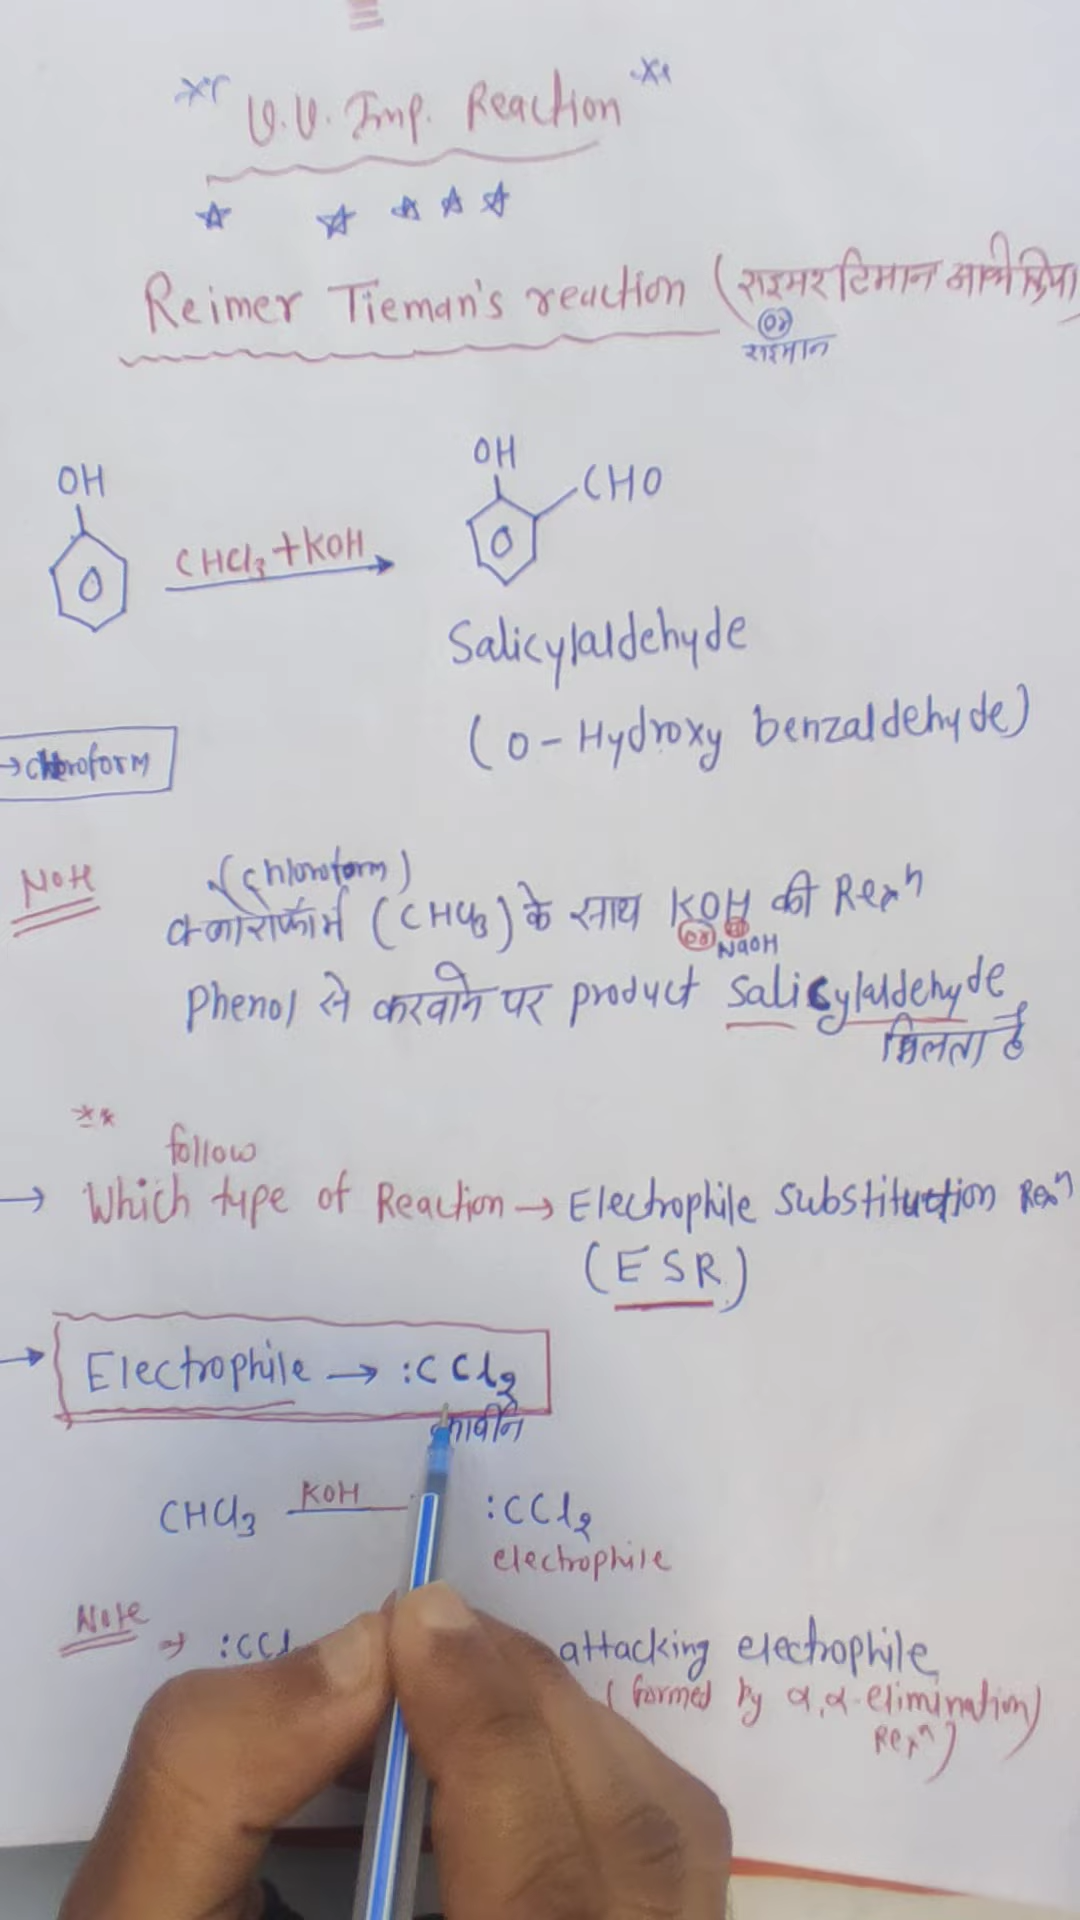 V.V. Imp. Reaction
Reimer Tieman's reaction (राइमर टिमान अभिक्रिया
or
राइमान
OH
OH
CHO
CHCl3+KOH
Salicylaldehyde
(O-Hydroxy benzaldehyde)
→ chloroform
Note
(Chloroform)
क्लोरोफॉर्म (CHCl3) के साथ KOH की Rexⁿ
or NaOH
Phenol से करवाने पर product Salicylaldehyde
मिलता है
follow
→ Which type of Reaction → Electrophile substitution Rexⁿ
(ESR)
→ Electrophile → :CCl2
कार्बीन
CHCl3 KOH :CCl2
electrophile
Note → :CCl attacking electrophile
(formed by α,α-elimination)
Rexⁿ)